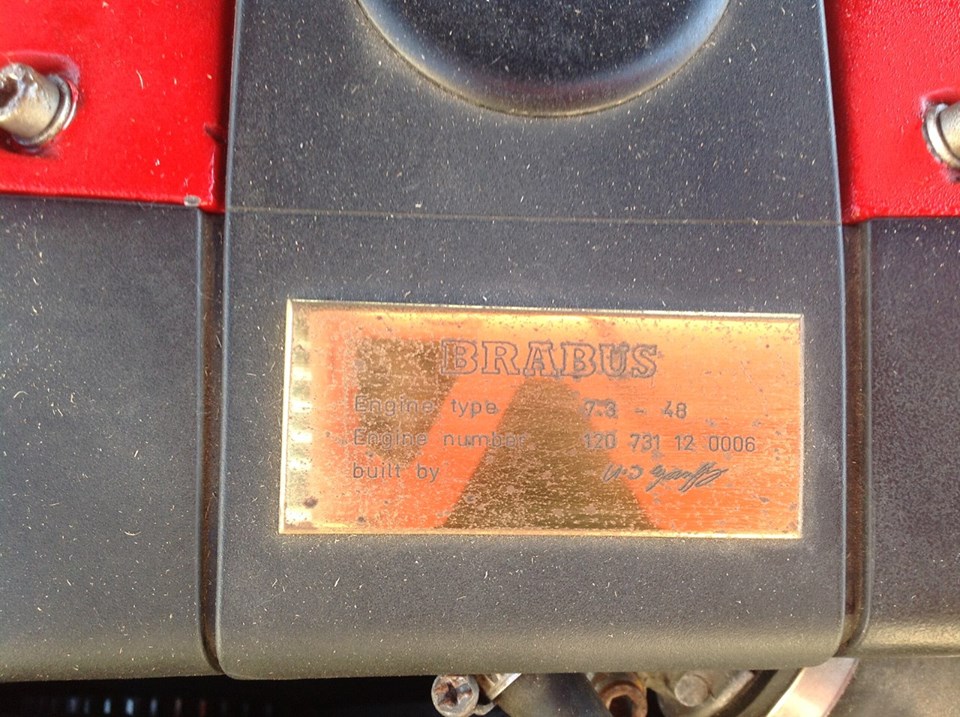 BRABUS
Engine type 7.3 - 48
Engine number 120 731 12 0006
built by